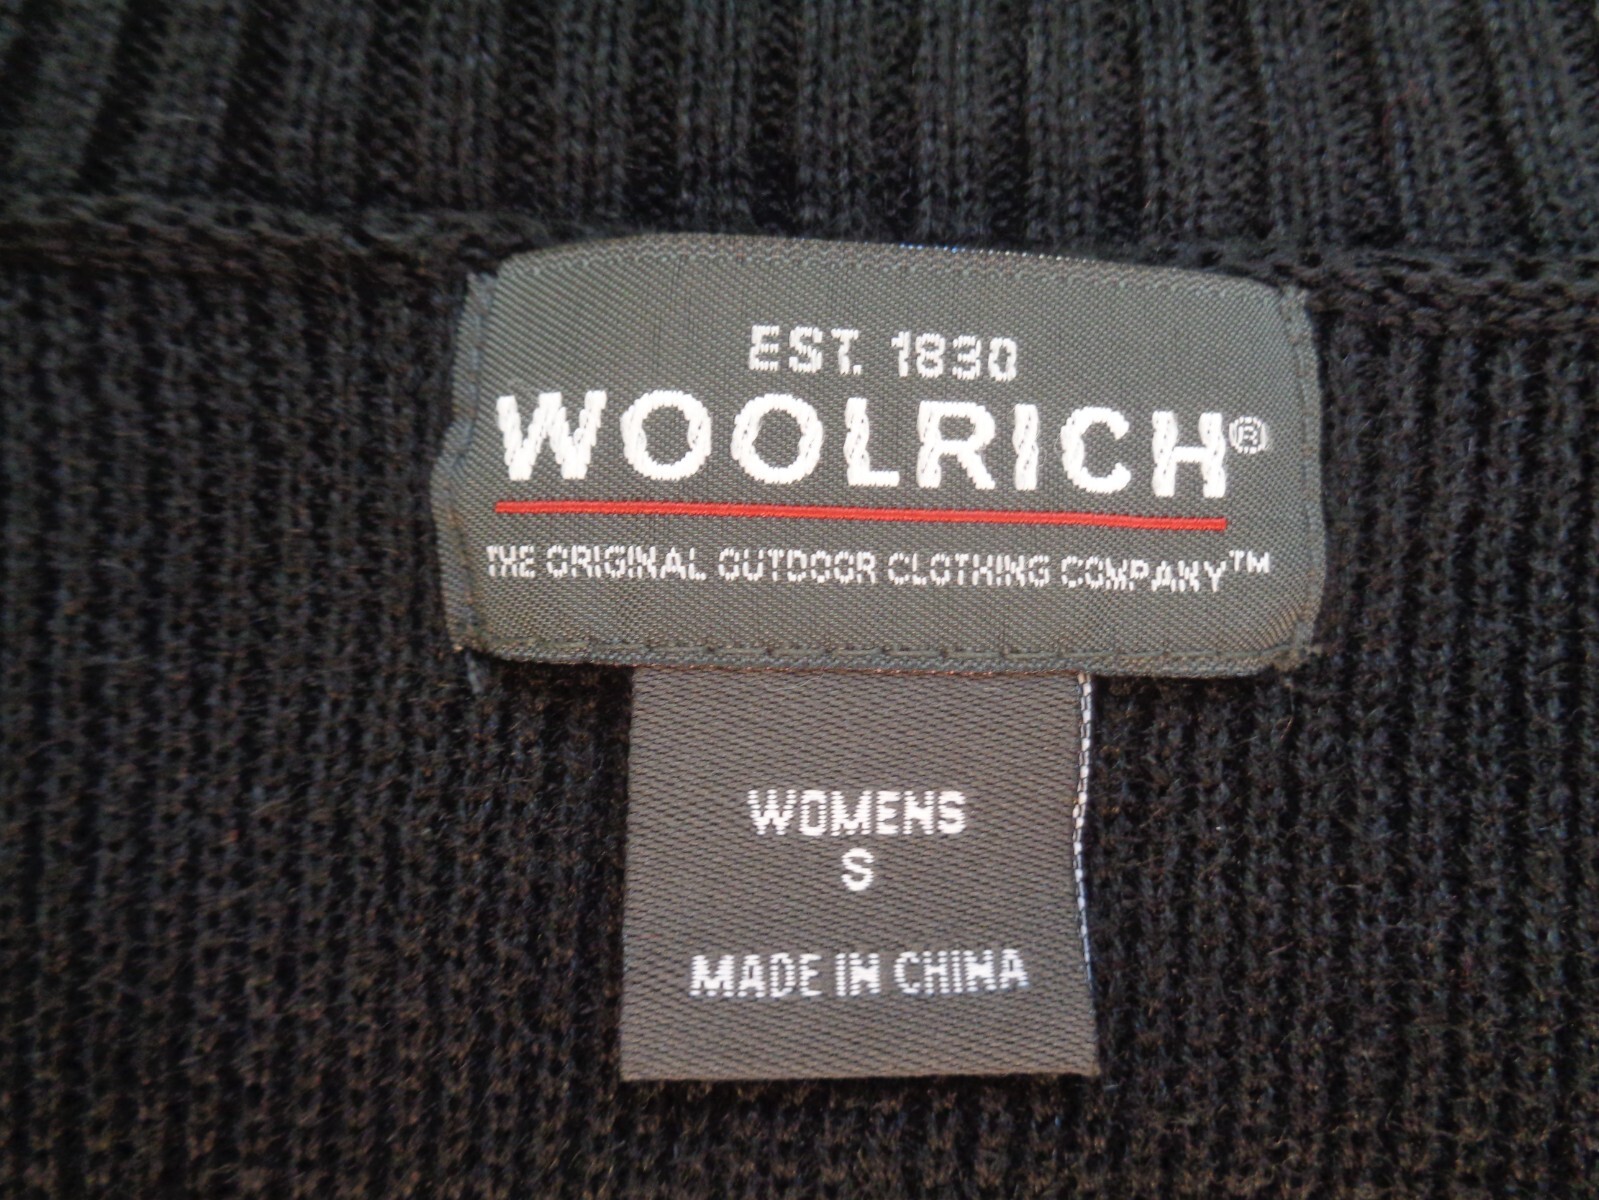 EST. 1830
WOOLRICH®
THE ORIGINAL OUTDOOR CLOTHING COMPANY™
WOMENS
S
MADE IN CHINA